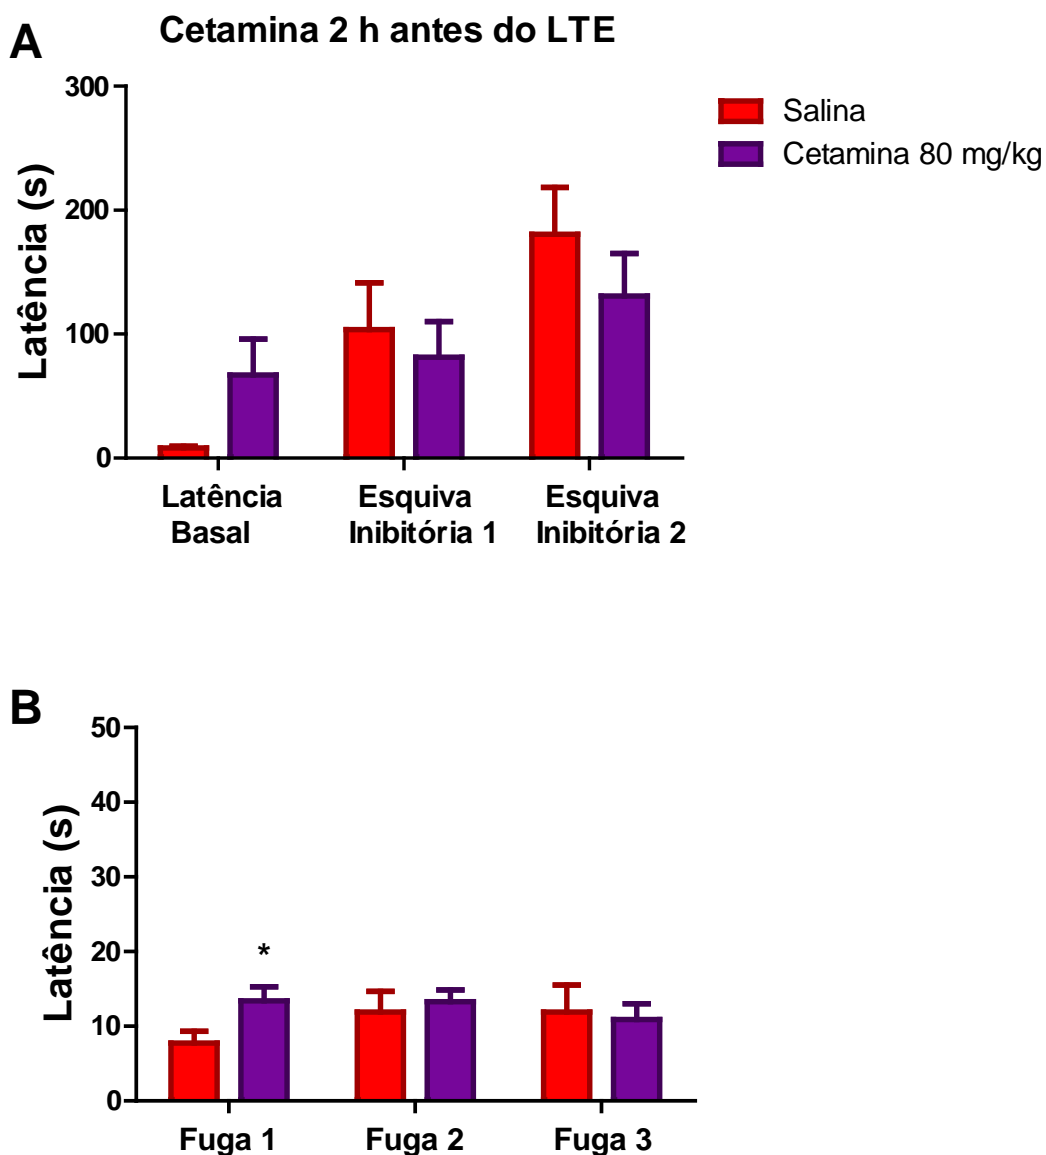 A
Cetamina 2 h antes do LTE
Salina
Cetamina 80 mg/kg
Latência (s)
300
200
100
0
Latência Basal
Esquiva Inibitória 1
Esquiva Inibitória 2
B
Latência (s)
50
40
30
20
10
0
*
Fuga 1
Fuga 2
Fuga 3